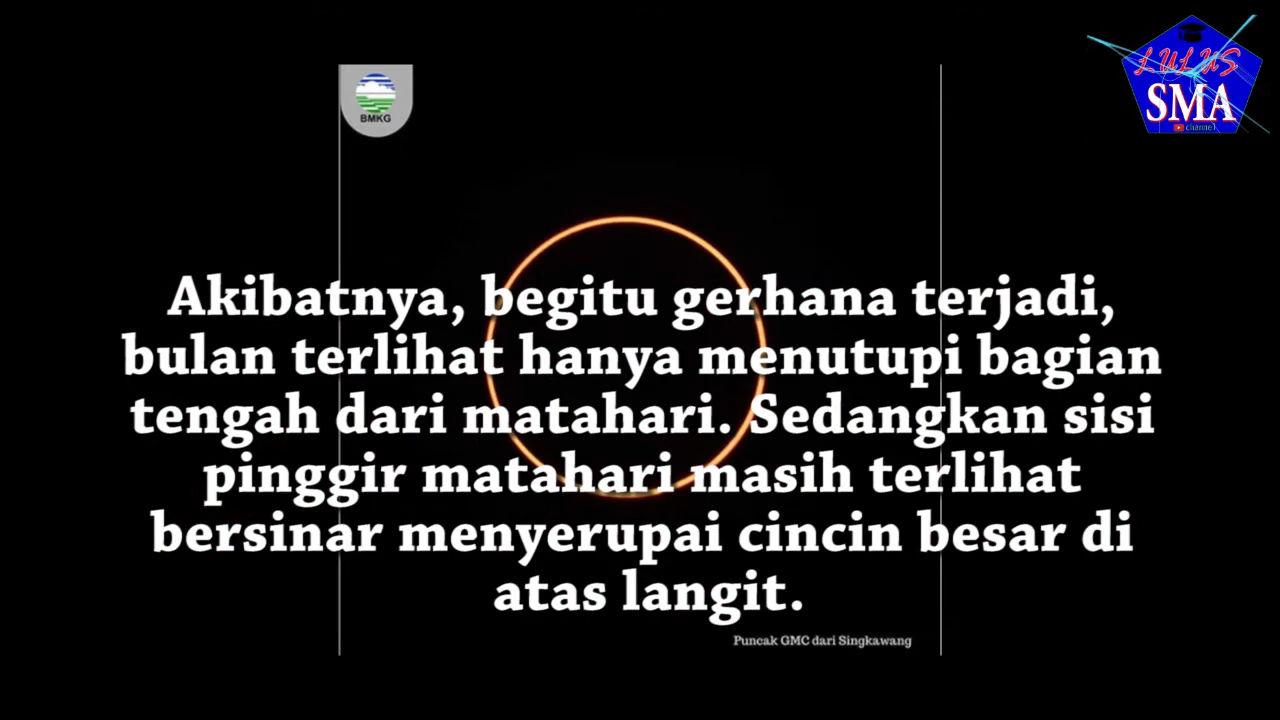 LULUS
SMA
channel
BMKG
Akibatnya, begitu gerhana terjadi,
bulan terlihat hanya menutupi bagian
tengah dari matahari. Sedangkan sisi
pinggir matahari masih terlihat
bersinar menyerupai cincin besar di
atas langit.
Puncak GMC dari Singkawang